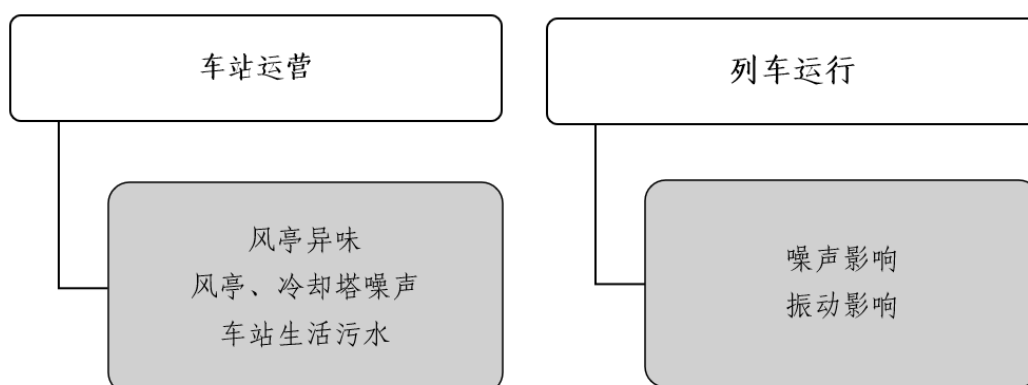 车站运营
风亭异味
风亭、冷却塔噪声
车站生活污水
列车运行
噪声影响
振动影响